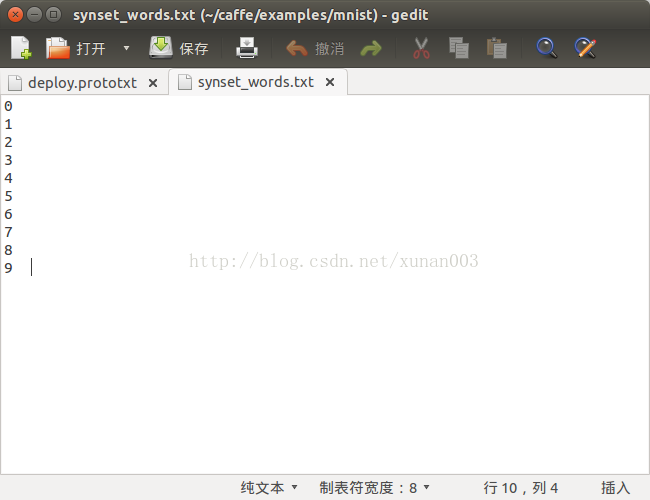 synset_words.txt (~/caffe/examples/mnist) - gedit
打开 保存 撤消
deploy.prototxt synset_words.txt
0
1
2
3
4
5
6
7
8
9
http://blog.csdn.net/xunan003
纯文本 制表符宽度：8 行 10，列 4 插入